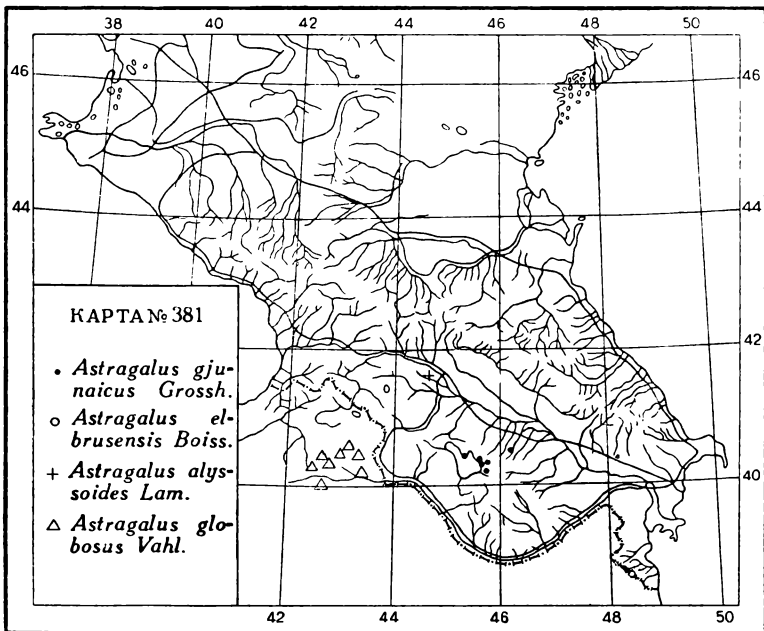 38 40 42 44 46 48 50
46 46
44 44
42
40
КАРТА № 381
• Astragalus gju-
naicus Grossh.
○ Astragalus el-
brusensis Boiss.
+ Astragalus alys-
soides Lam.
△ Astragalus glo-
bosus Vahl.
42 44 46 48 50